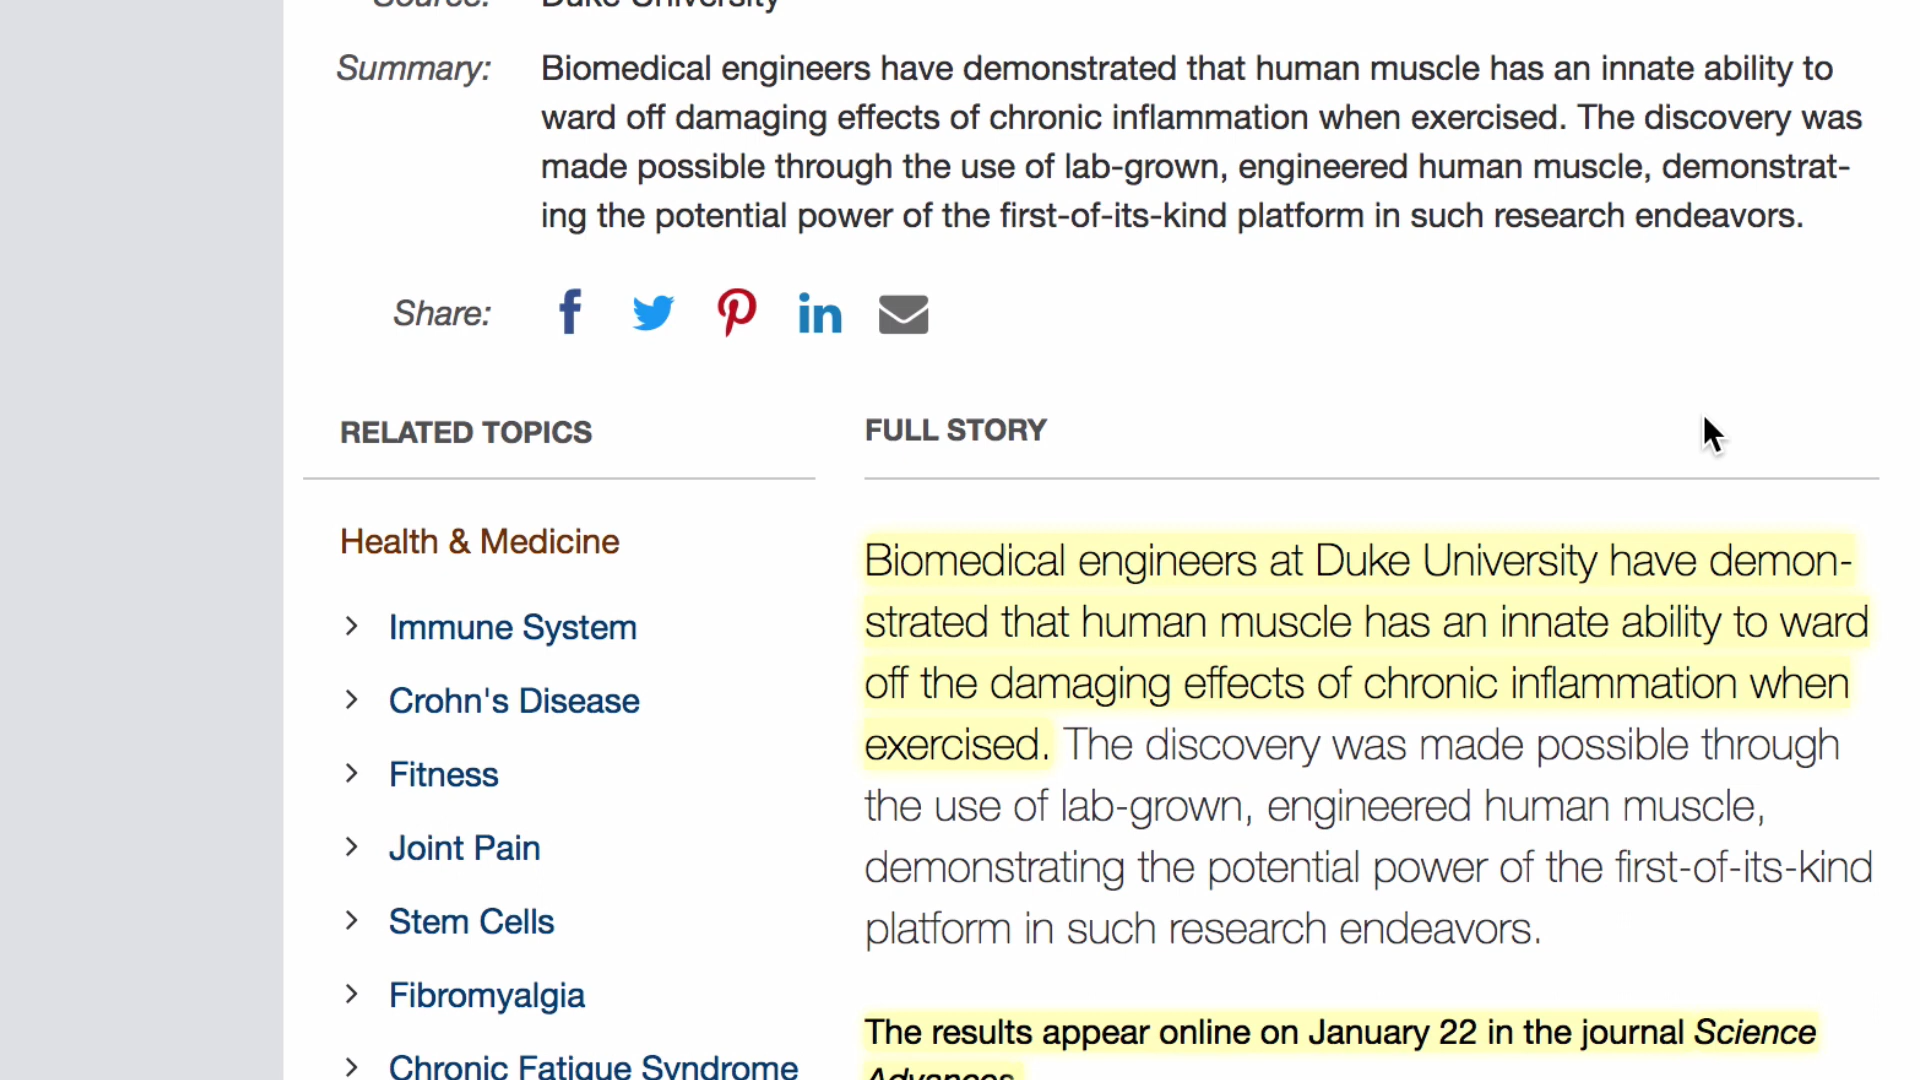 Source: Duke University
Summary: Biomedical engineers have demonstrated that human muscle has an innate ability to
ward off damaging effects of chronic inflammation when exercised. The discovery was
made possible through the use of lab-grown, engineered human muscle, demonstrat-
ing the potential power of the first-of-its-kind platform in such research endeavors.
Share:
RELATED TOPICS
Health & Medicine
Immune System
Crohn's Disease
Fitness
Joint Pain
Stem Cells
Fibromyalgia
Chronic Fatigue Syndrome
FULL STORY
Biomedical engineers at Duke University have demon-
strated that human muscle has an innate ability to ward
off the damaging effects of chronic inflammation when
exercised. The discovery was made possible through
the use of lab-grown, engineered human muscle,
demonstrating the potential power of the first-of-its-kind
platform in such research endeavors.
The results appear online on January 22 in the journal Science
Advances.